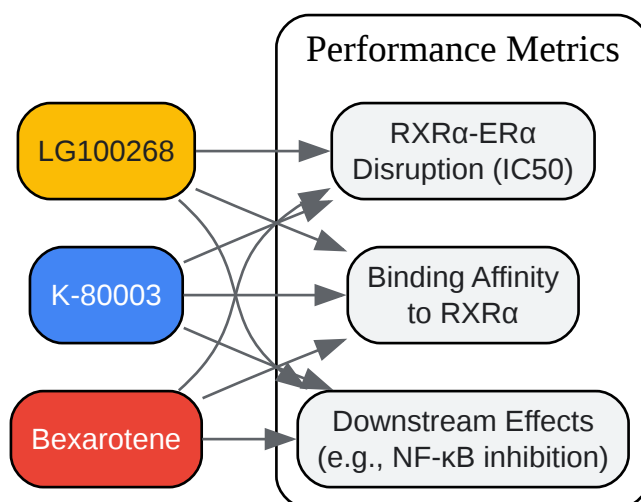 Performance Metrics
LG100268
RXRα-ERα
Disruption (IC50)
K-80003
Binding Affinity
to RXRα
Bexarotene
Downstream Effects
(e.g., NF-κB inhibition)